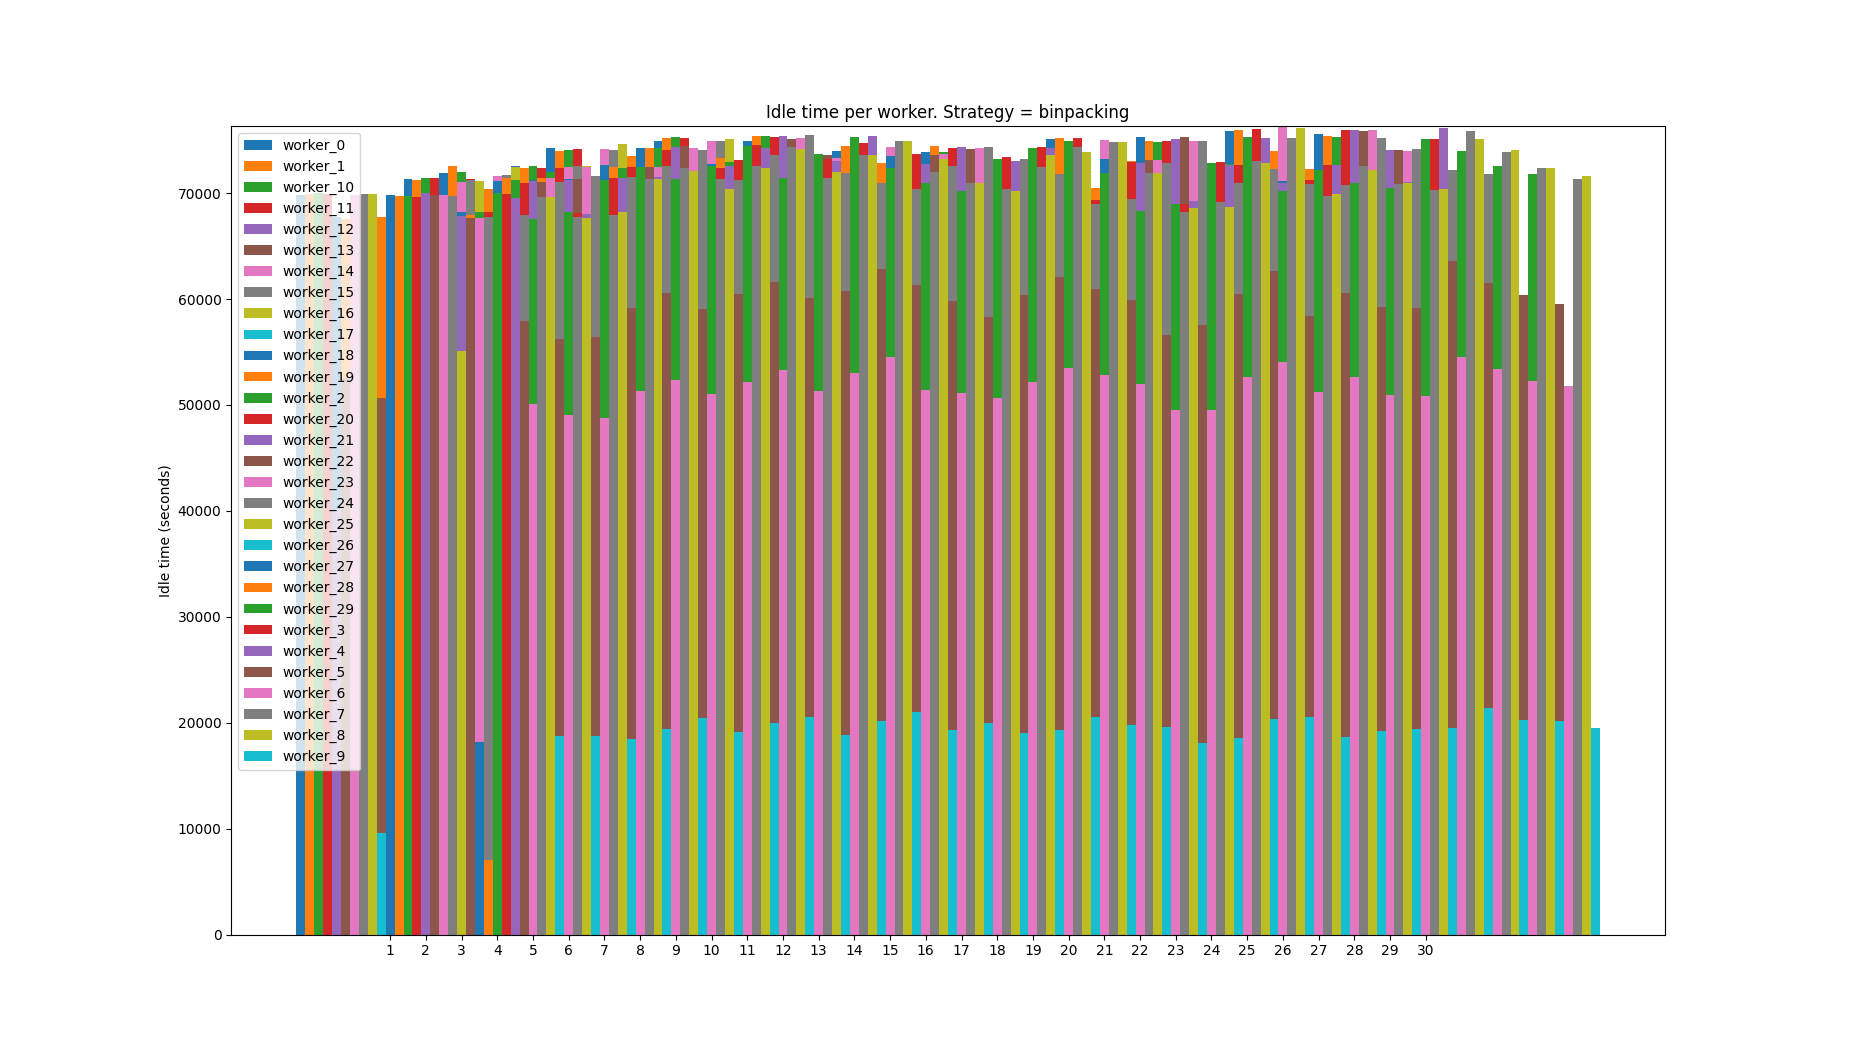 Idle time per worker. Strategy = binpacking
worker_0
worker_1
worker_10
worker_11
worker_12
worker_13
worker_14
worker_15
worker_16
worker_17
worker_18
worker_19
worker_2
worker_20
worker_21
worker_22
worker_23
worker_24
worker_25
worker_26
worker_27
worker_28
worker_29
worker_3
worker_4
worker_5
worker_6
worker_7
worker_8
worker_9
Idle time (seconds)
70000
60000
50000
40000
30000
20000
10000
0
1 2 3 4 5 6 7 8 9 10 11 12 13 14 15 16 17 18 19 20 21 22 23 24 25 26 27 28 29 30